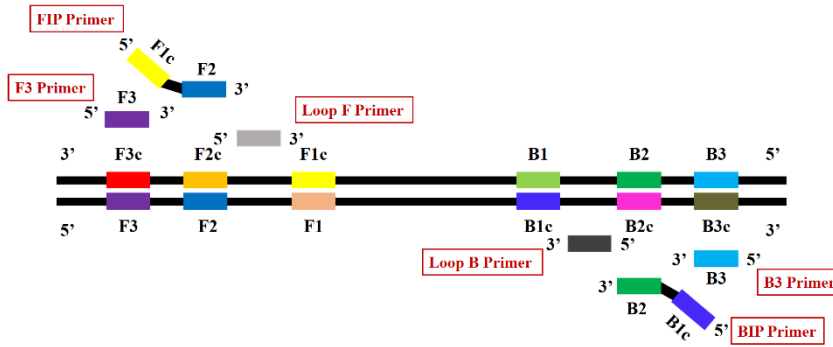 FIP Primer
5’
F1c
F2
3’
F3 Primer
F3
5’
3’
Loop F Primer
5’
3’
3’
F3c
F2c
F1c
B1
B2
B3
5’
5’
F3
F2
F1
B1c
B2c
B3c
3’
3’
5’
Loop B Primer
3’
5’
B3
B3 Primer
3’
B2
B1c
5’
BIP Primer